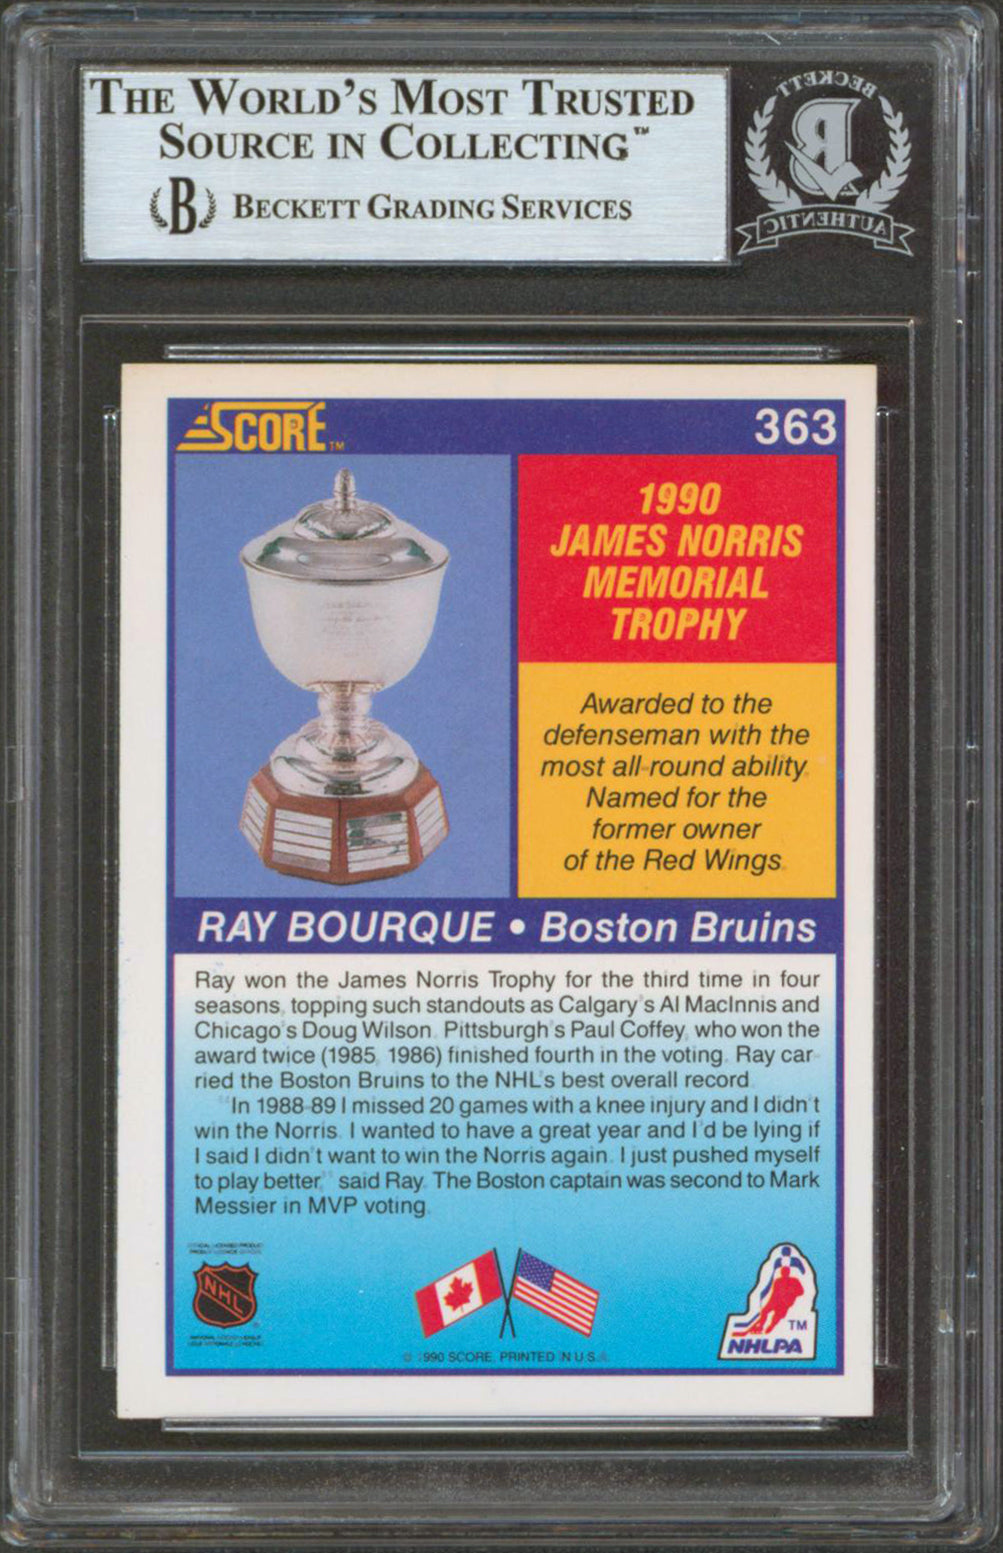 THE WORLD'S MOST TRUSTED
SOURCE IN COLLECTING™
B BECKETT GRADING SERVICES
BECKETT
B
AUTHENTIC
SCORE™
363
1990
JAMES NORRIS
MEMORIAL
TROPHY
Awarded to the
defenseman with the
most all-round ability.
Named for the
former owner
of the Red Wings.
RAY BOURQUE • Boston Bruins
Ray won the James Norris Trophy for the third time in four
seasons, topping such standouts as Calgary's Al MacInnis and
Chicago's Doug Wilson. Pittsburgh's Paul Coffey, who won the
award twice (1985, 1986) finished fourth in the voting. Ray car-
ried the Boston Bruins to the NHL's best overall record.
"In 1988-89 I missed 20 games with a knee injury and I didn't
win the Norris. I wanted to have a great year and I'd be lying if
I said I didn't want to win the Norris again. I just pushed myself
to play better," said Ray. The Boston captain was second to Mark
Messier in MVP voting.
NHL
© 1990 SCORE, PRINTED IN U.S.A.
TM
NHLPA